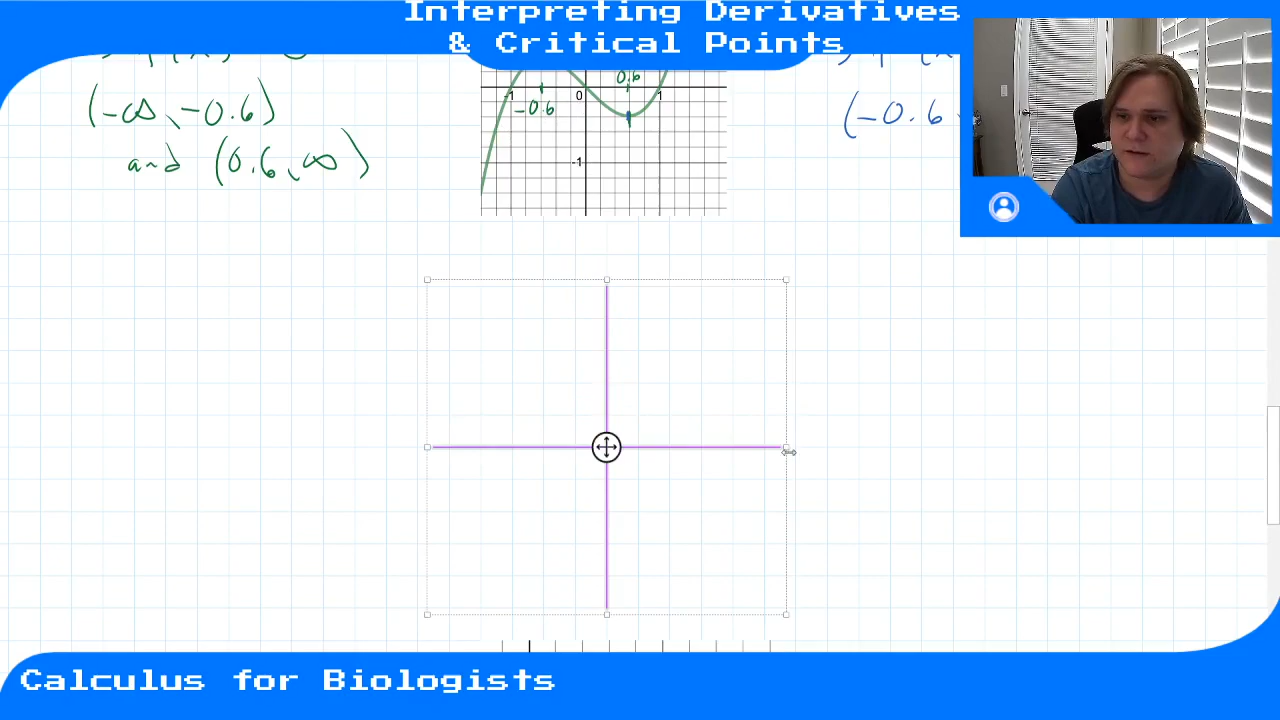 Interpreting Derivatives
& Critical Points
(-∞, -0.6)
and (0.6, ∞)
0.6
-1
0
1
-0.6
-1
(-0.6
Calculus for Biologists